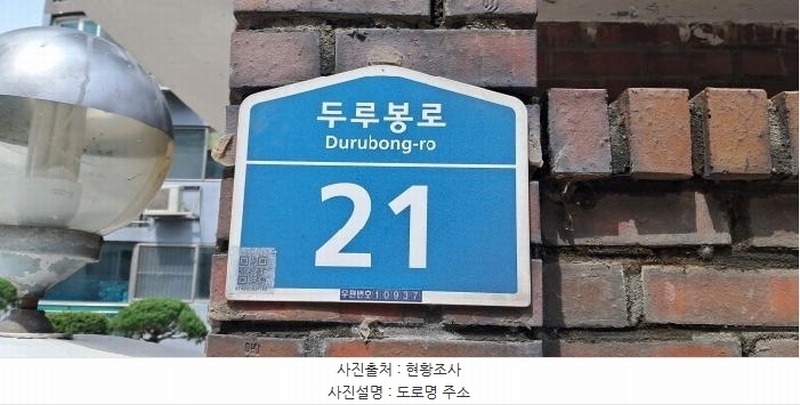 두루봉로
Durubong-ro
21
우편번호 10937
사진출처 : 현황조사
사진설명 : 도로명 주소